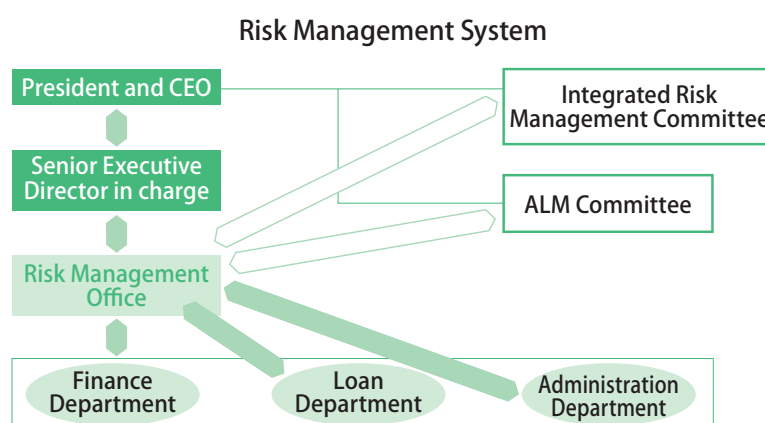 Risk Management System
President and CEO
Integrated Risk
Management Committee
Senior Executive
Director in charge
ALM Committee
Risk Management
Office
Finance
Department
Loan
Department
Administration
Department